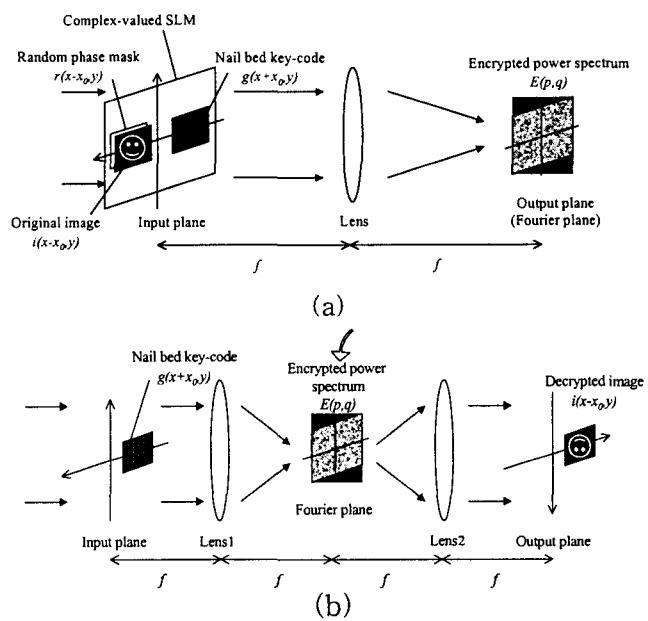 Complex-valued SLM
Random phase mask
r(x-x₀,y)
Nail bed key-code
g(x+x₀,y)
Encrypted power spectrum
E(p,q)
Original image
i(x-x₀,y)
Input plane
Lens
Output plane
(Fourier plane)
f
f
(a)
Nail bed key-code
g(x+x₀,y)
Encrypted power
spectrum
E(p,q)
Decrypted image
i(x-x₀,y)
Fourier plane
Input plane
Lens1
Lens2
Output plane
f
f
f
f
(b)